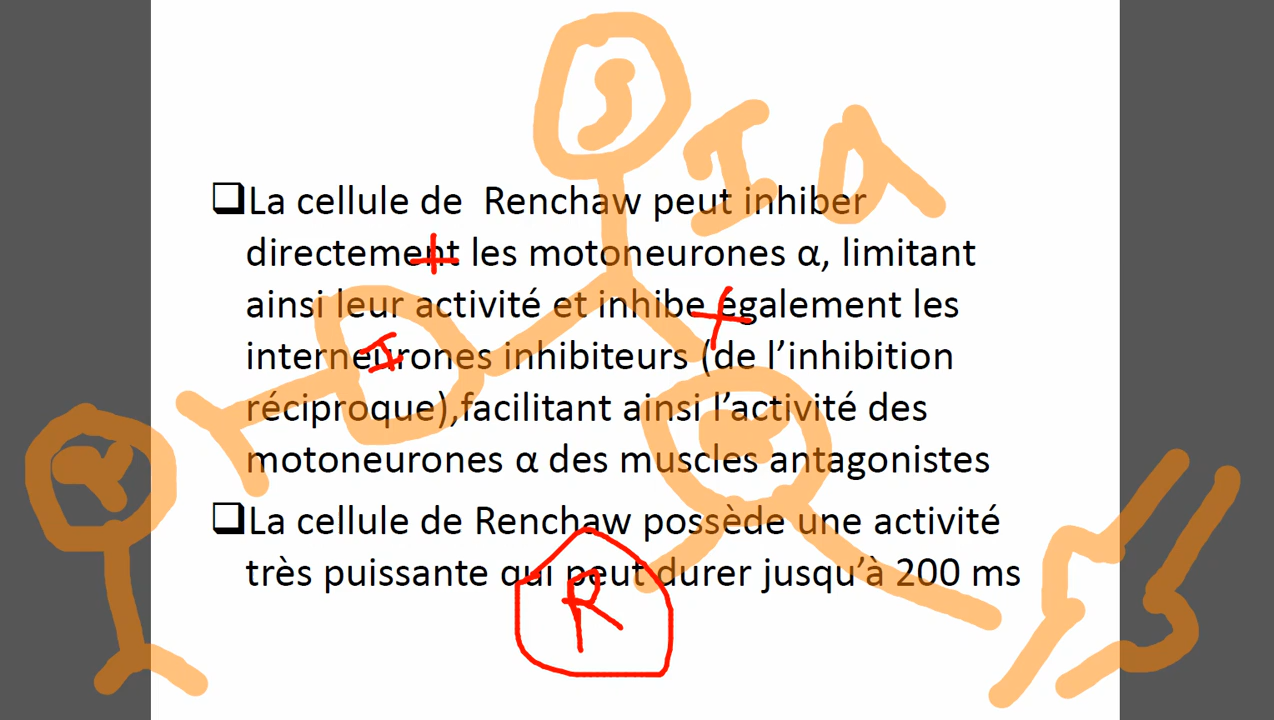 S
Ia
❑La cellule de Renchaw peut inhiber
directement les motoneurones α, limitant
ainsi leur activité et inhibe également les
interneurones inhibiteurs (de l’inhibition
réciproque),facilitant ainsi l’activité des
motoneurones α des muscles antagonistes
❑La cellule de Renchaw possède une activité
très puissante qui peut durer jusqu’à 200 ms
+
+
I
α
α
R